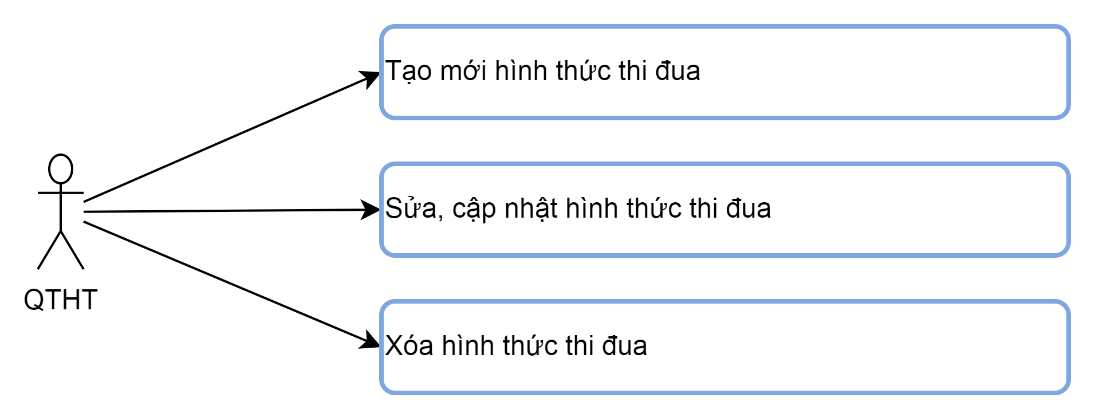 Tạo mới hình thức thi đua
Sửa, cập nhật hình thức thi đua
QTHT
Xóa hình thức thi đua